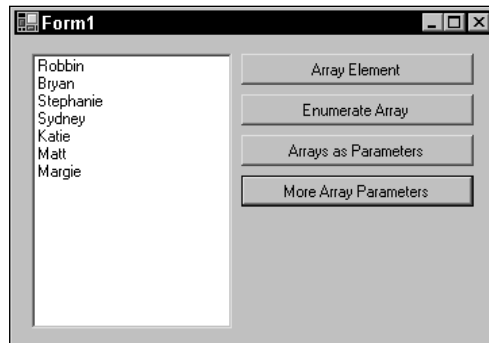 Form1
Robbin
Bryan
Stephanie
Sydney
Katie
Matt
Margie
Array Element
Enumerate Array
Arrays as Parameters
More Array Parameters